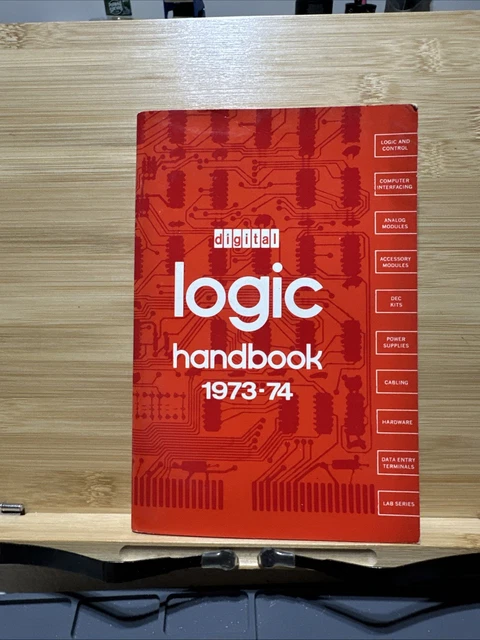 digital
logic
handbook
1973-74
LOGIC AND
CONTROL
COMPUTER
INTERFACING
ANALOG
MODULES
ACCESSORY
MODULES
DEC
KITS
POWER
SUPPLIES
CABLING
HARDWARE
DATA ENTRY
TERMINALS
LAB SERIES